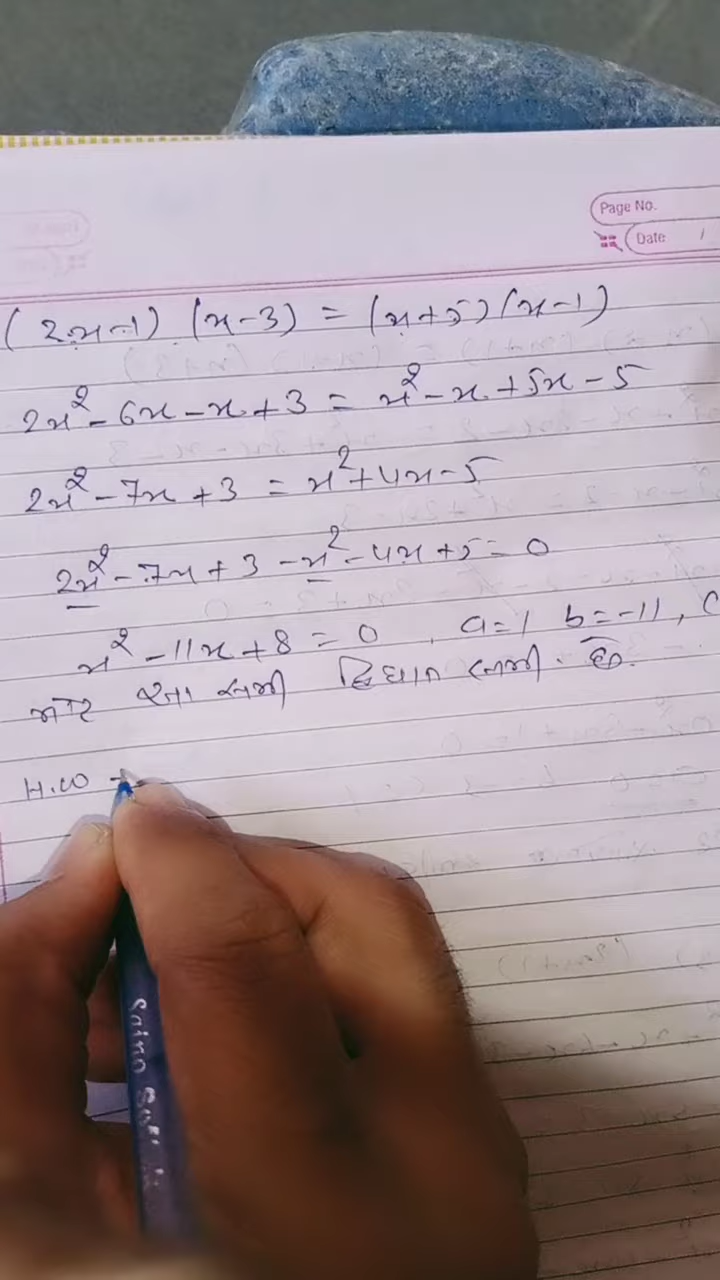 Page No.
Date /
(2x-1) (x-3) = (x+5) (x-1)
2x² - 6x - x + 3 = x² - x + 5x - 5
2x² - 7x + 3 = x² + 4x - 5
2x² - 7x + 3 - x² - 4x + 5 = 0
x² - 11x + 8 = 0 , a=1 b=-11, C
દ્વિઘાત છે.
H.W -